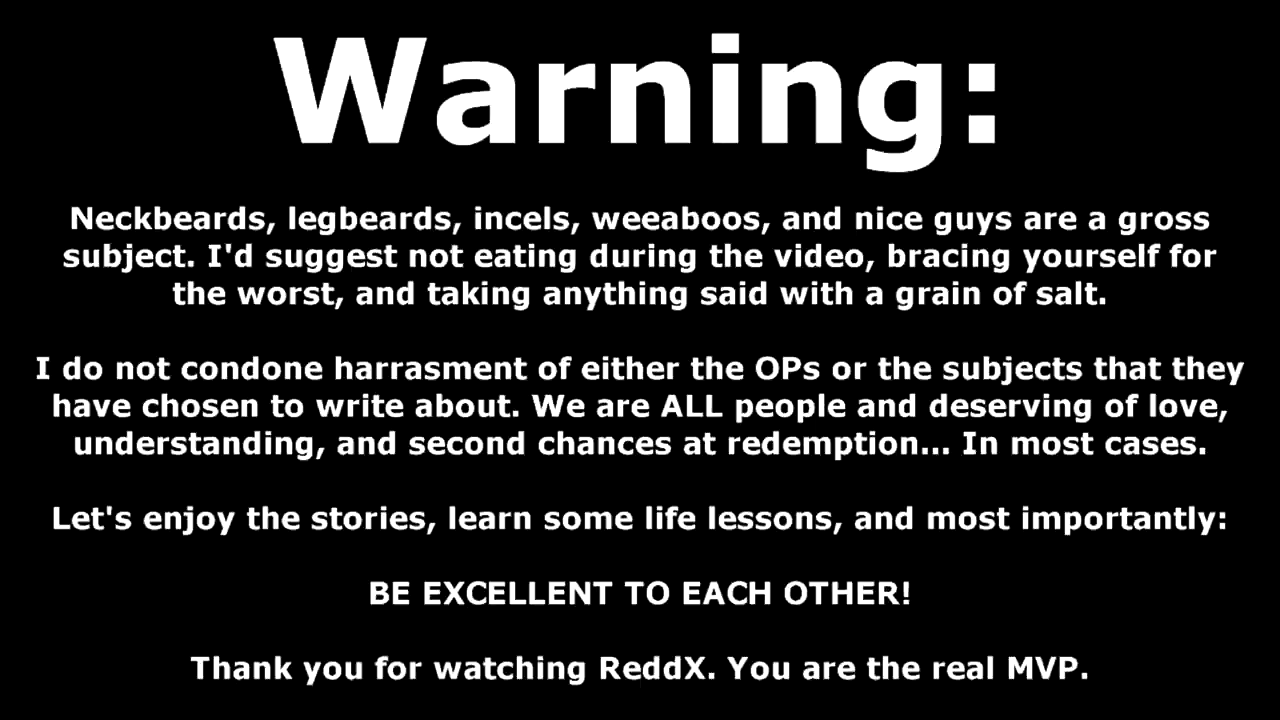 Warning:
Neckbeards, legbeards, incels, weeaboos, and nice guys are a gross
subject. I'd suggest not eating during the video, bracing yourself for
the worst, and taking anything said with a grain of salt.
I do not condone harrasment of either the OPs or the subjects that they
have chosen to write about. We are ALL people and deserving of love,
understanding, and second chances at redemption... In most cases.
Let's enjoy the stories, learn some life lessons, and most importantly:
BE EXCELLENT TO EACH OTHER!
Thank you for watching ReddX. You are the real MVP.